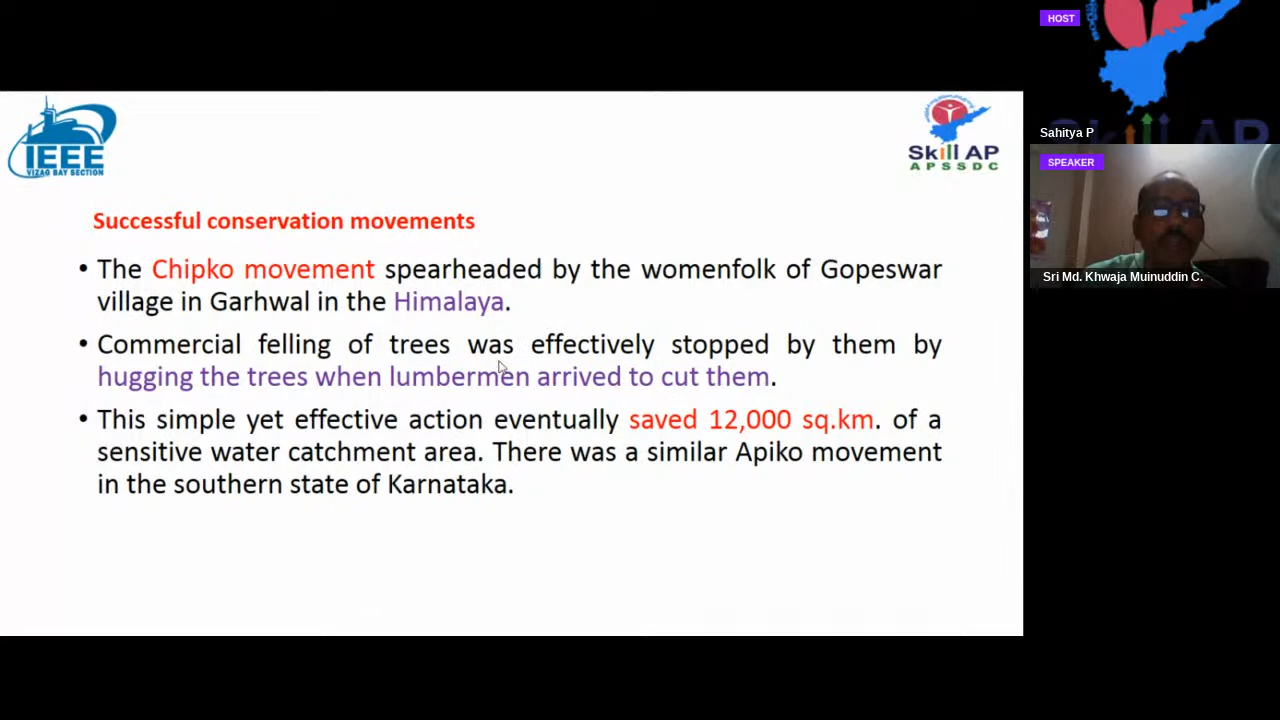 HOST
Sahitya P
SPEAKER
Sri Md. Khwaja Muinuddin C.
IEEE
VIZAG BAY SECTION
Skill AP
APSSDC
Successful conservation movements
• The Chipko movement spearheaded by the womenfolk of Gopeswar
village in Garhwal in the Himalaya.
• Commercial felling of trees was effectively stopped by them by
hugging the trees when lumbermen arrived to cut them.
• This simple yet effective action eventually saved 12,000 sq.km. of a
sensitive water catchment area. There was a similar Apiko movement
in the southern state of Karnataka.